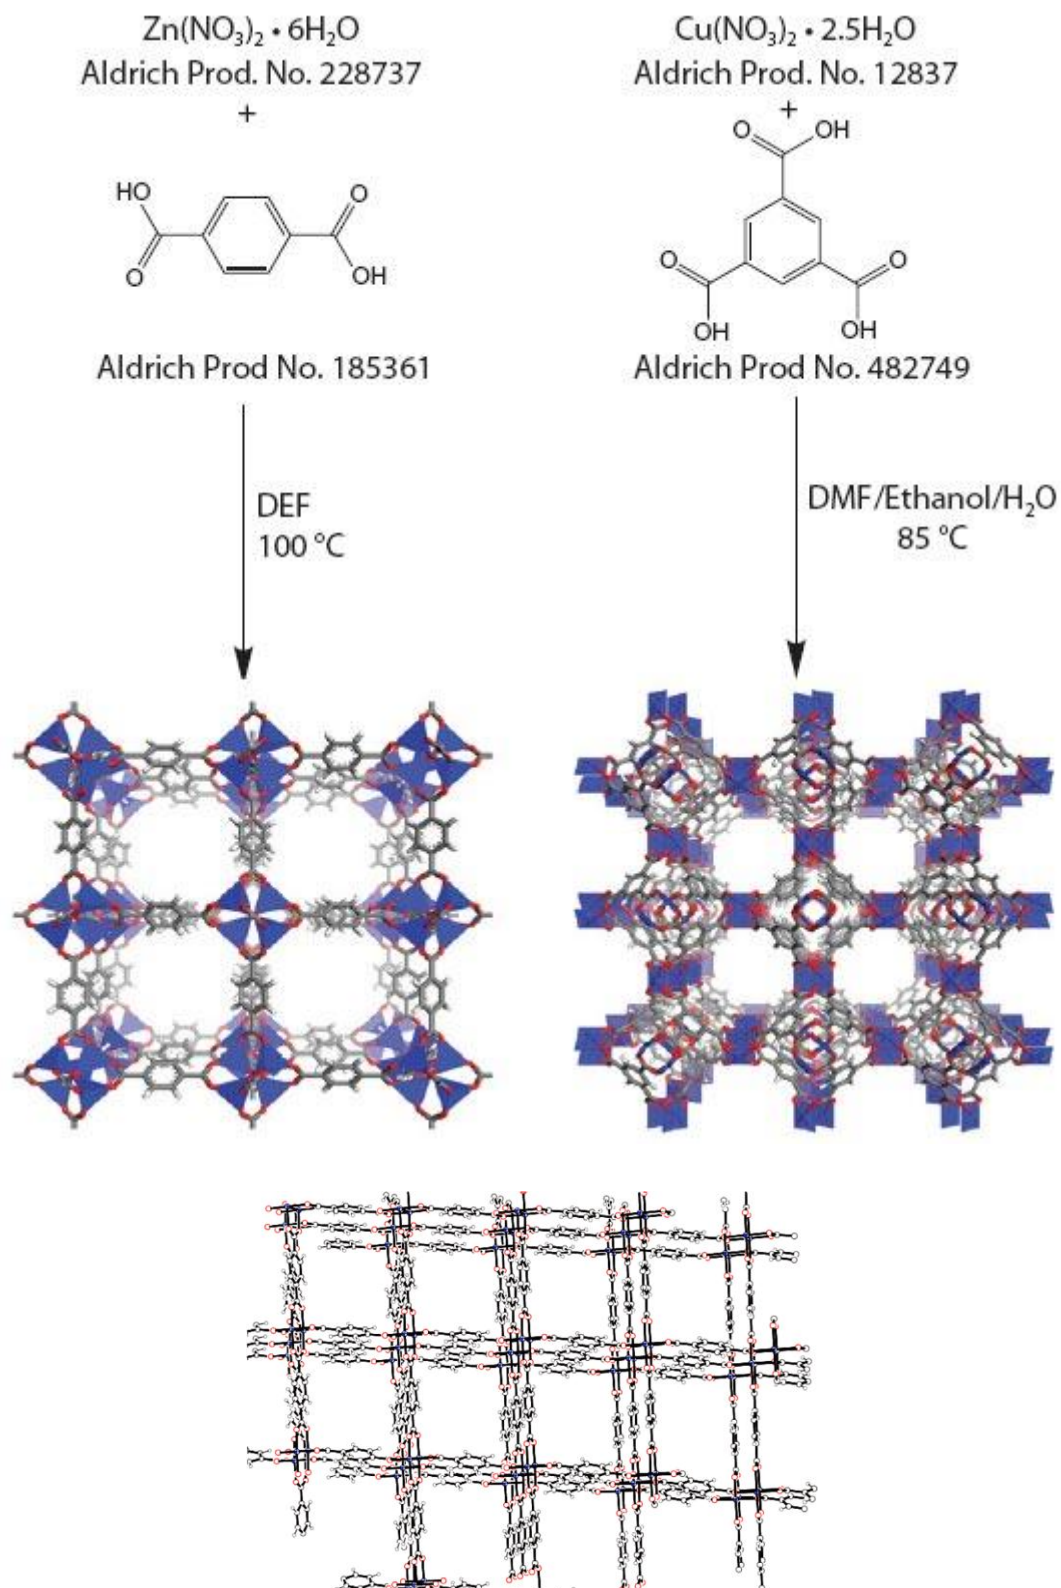 Zn(NO₃)₂ • 6H₂O
Aldrich Prod. No. 228737
+
HO
O
O
OH
Aldrich Prod No. 185361
DEF
100 °C
Cu(NO₃)₂ • 2.5H₂O
Aldrich Prod. No. 12837
+
O
OH
O
O
OH
OH
Aldrich Prod No. 482749
DMF/Ethanol/H₂O
85 °C